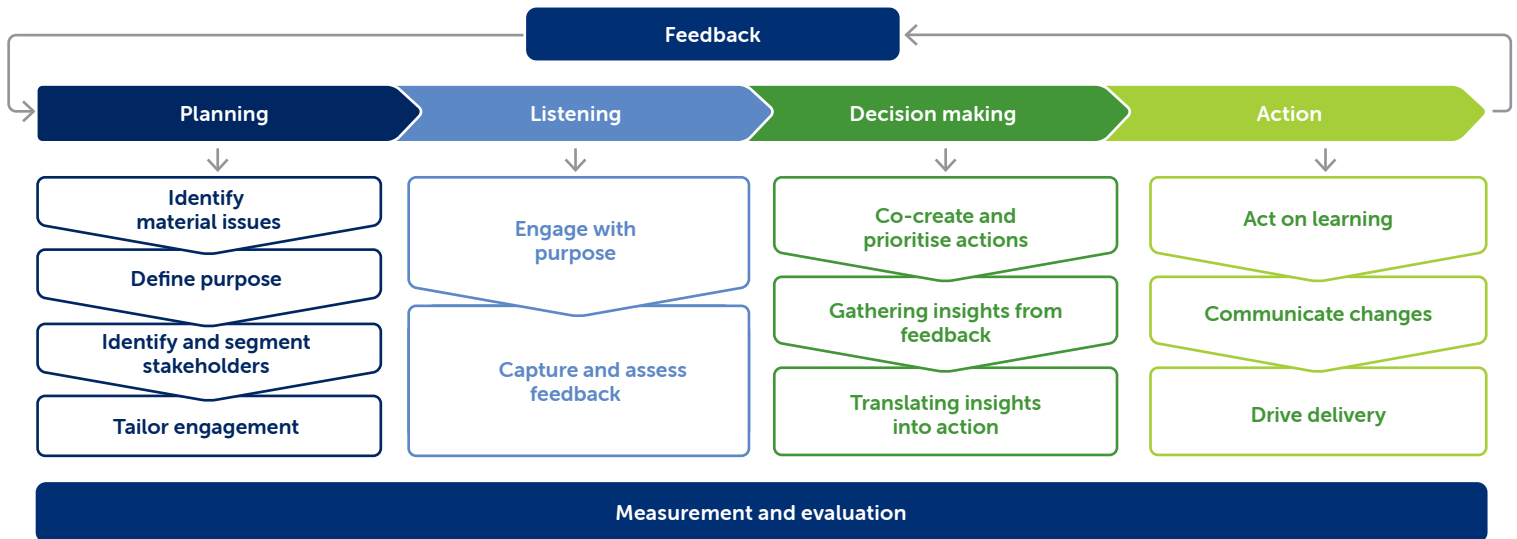 Feedback
Planning
Listening
Decision making
Action
Identify
material issues
Define purpose
Identify and segment
stakeholders
Tailor engagement
Engage with
purpose
Capture and assess
feedback
Co-create and
prioritise actions
Gathering insights from
feedback
Translating insights
into action
Act on learning
Communicate changes
Drive delivery
Measurement and evaluation